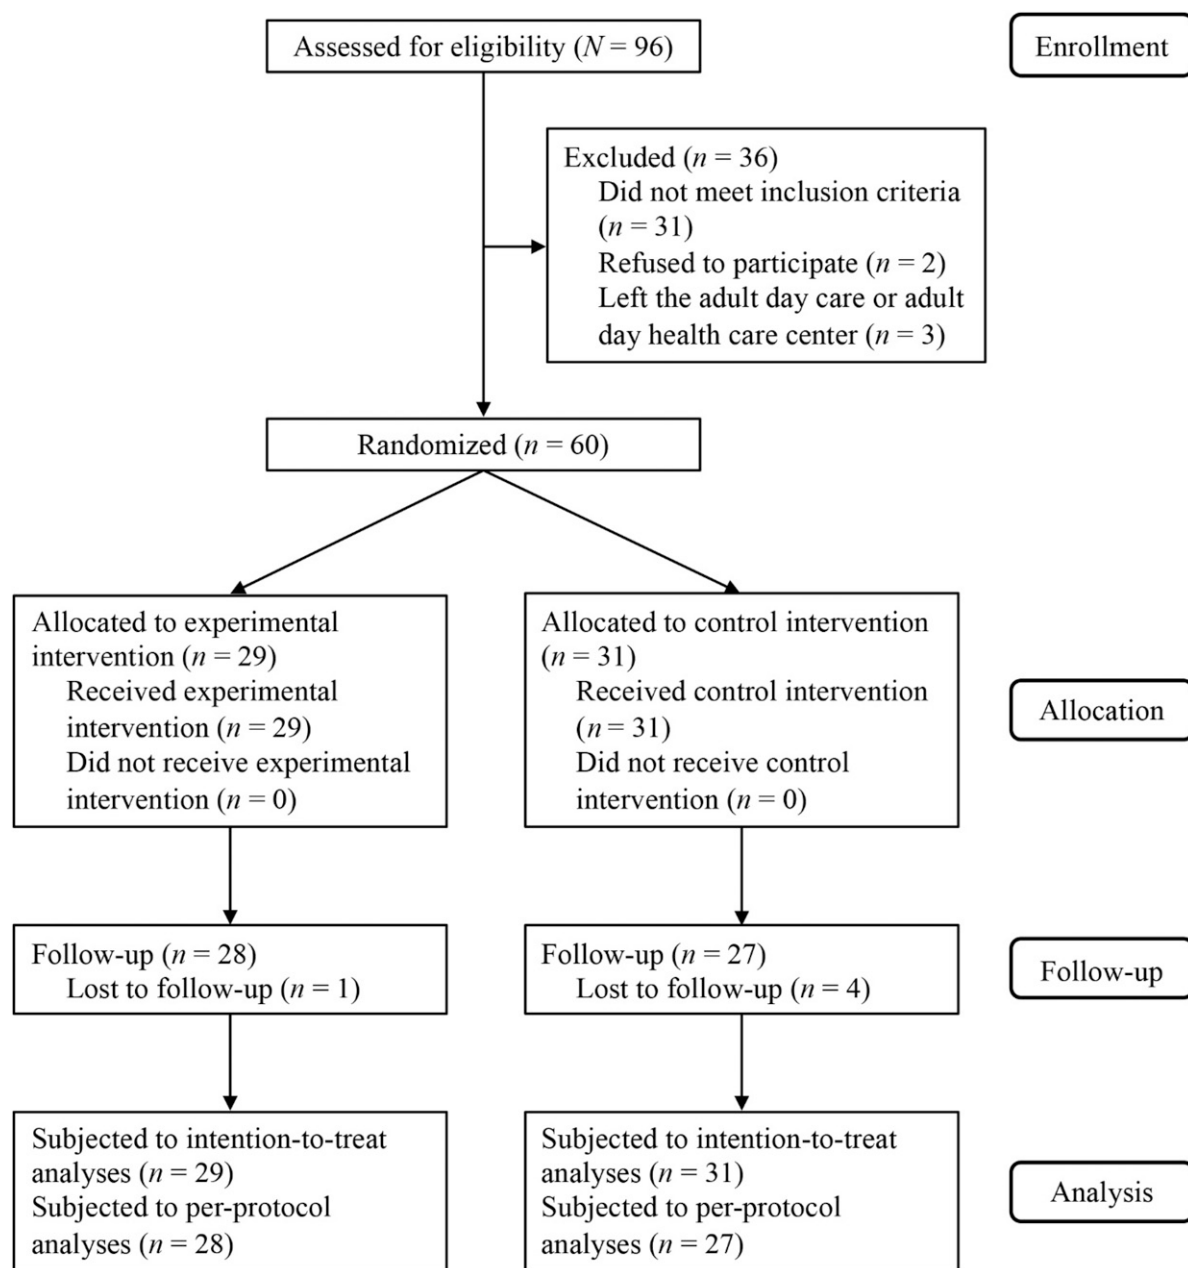 Assessed for eligibility (N = 96)
Enrollment
Excluded (n = 36)
Did not meet inclusion criteria
(n = 31)
Refused to participate (n = 2)
Left the adult day care or adult
day health care center (n = 3)
Randomized (n = 60)
Allocated to experimental
intervention (n = 29)
Received experimental
intervention (n = 29)
Did not receive experimental
intervention (n = 0)
Allocated to control intervention
(n = 31)
Received control intervention
(n = 31)
Did not receive control
intervention (n = 0)
Allocation
Follow-up (n = 28)
Lost to follow-up (n = 1)
Follow-up (n = 27)
Lost to follow-up (n = 4)
Follow-up
Subjected to intention-to-treat
analyses (n = 29)
Subjected to per-protocol
analyses (n = 28)
Subjected to intention-to-treat
analyses (n = 31)
Subjected to per-protocol
analyses (n = 27)
Analysis